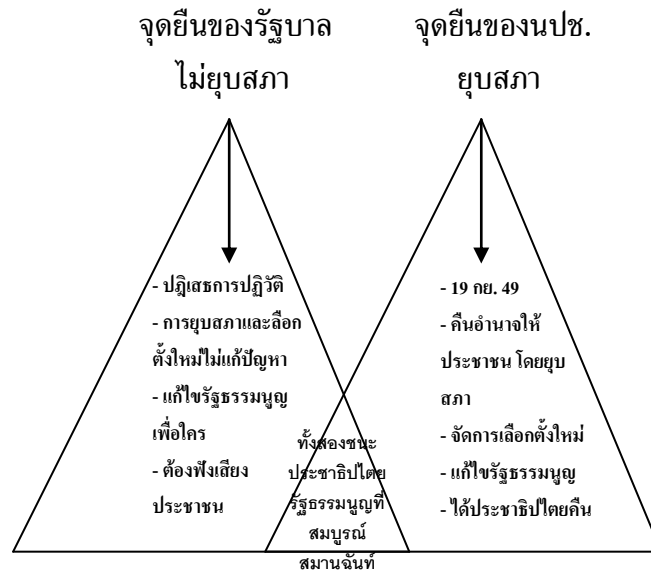 จุดยืนของรัฐบาล
ไม่ยุบสภา
จุดยืนของนปช.
ยุบสภา
- ปฎิเสธการปฏิวัติ
- การยุบสภาและลือก
ตั้งใหม่ไม่แก้ปัญหา
- แก้ไขรัฐธรรมนูญ
เพื่อใคร
- ต้องฟังเสียง
ประชาชน
ทั้งสองชนะ
ประชาธิปไตย
รัฐธรรมนูญที่
สมบูรณ์
สมานฉันท์
- 19 กย. 49
- คืนอำนาจให้
ประชาชน โดยยุบ
สภา
- จัดการเลือกตั้งใหม่
- แก้ไขรัฐธรรมนูญ
- ได้ประชาธิปไตยคืน